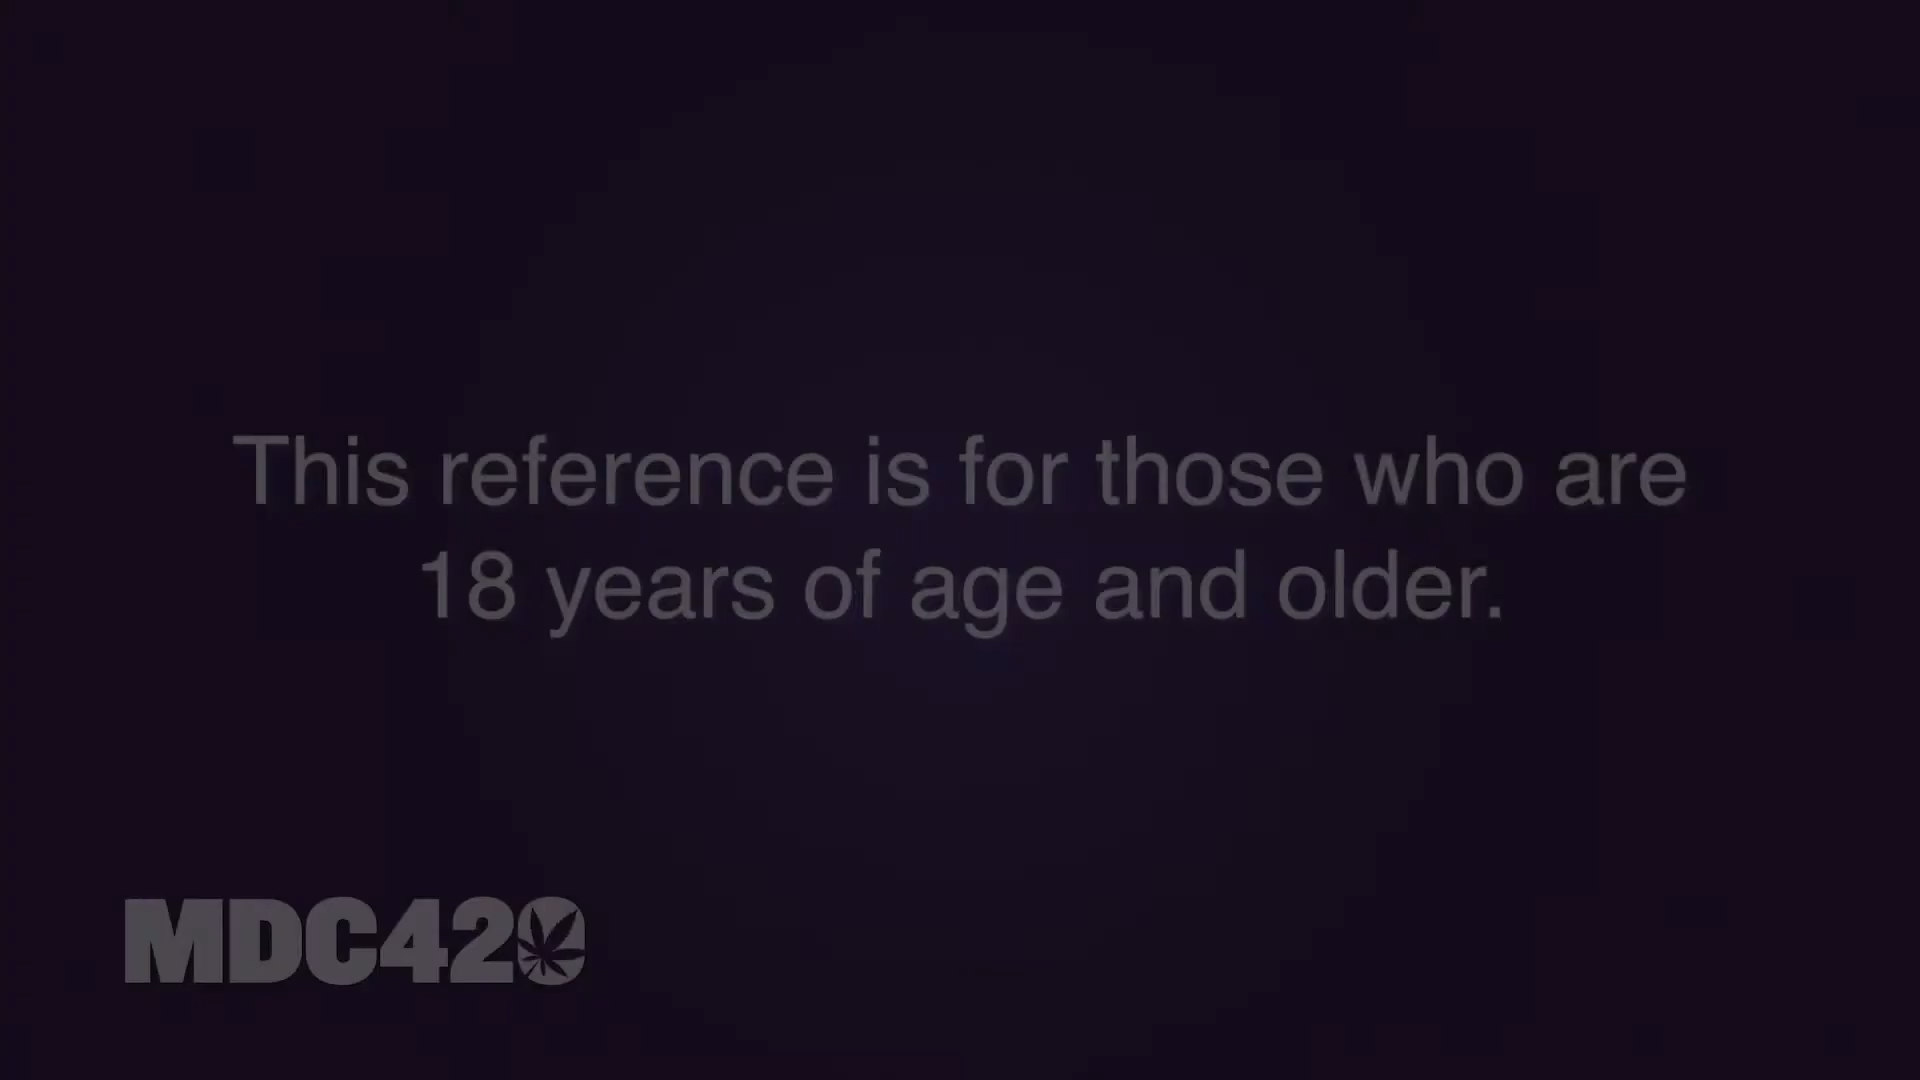 This reference is for those who are
18 years of age and older.
MDC420